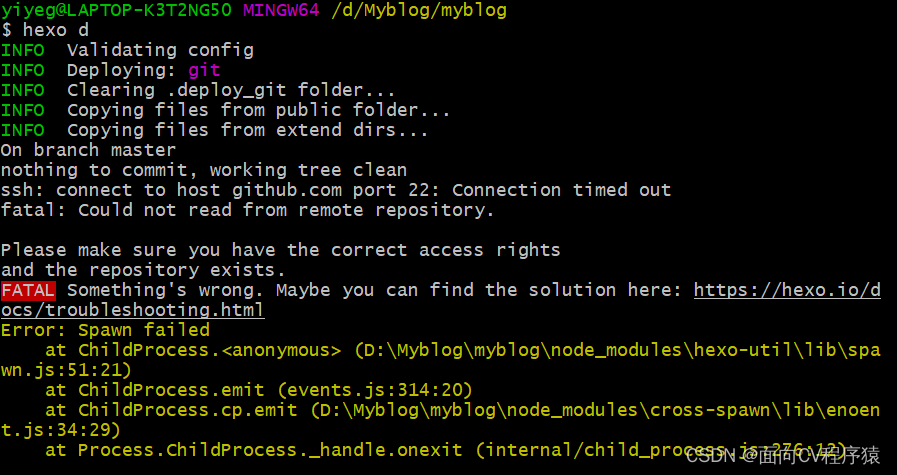 yiyeg@LAPTOP-K3T2NG50 MINGW64 /d/Myblog/myblog
$ hexo d
INFO  Validating config
INFO  Deploying: git
INFO  Clearing .deploy_git folder...
INFO  Copying files from public folder...
INFO  Copying files from extend dirs...
On branch master
nothing to commit, working tree clean
ssh: connect to host github.com port 22: Connection timed out
fatal: Could not read from remote repository.

Please make sure you have the correct access rights
and the repository exists.
FATAL Something's wrong. Maybe you can find the solution here: https://hexo.io/d
ocs/troubleshooting.html
Error: Spawn failed
    at ChildProcess.<anonymous> (D:\Myblog\myblog\node_modules\hexo-util\lib\spa
wn.js:51:21)
    at ChildProcess.emit (events.js:314:20)
    at ChildProcess.cp.emit (D:\Myblog\myblog\node_modules\cross-spawn\lib\enoen
t.js:34:29)
    at Process.ChildProcess._handle.onexit (internal/child_process.js:276:12)
CSDN @面向CV程序猿